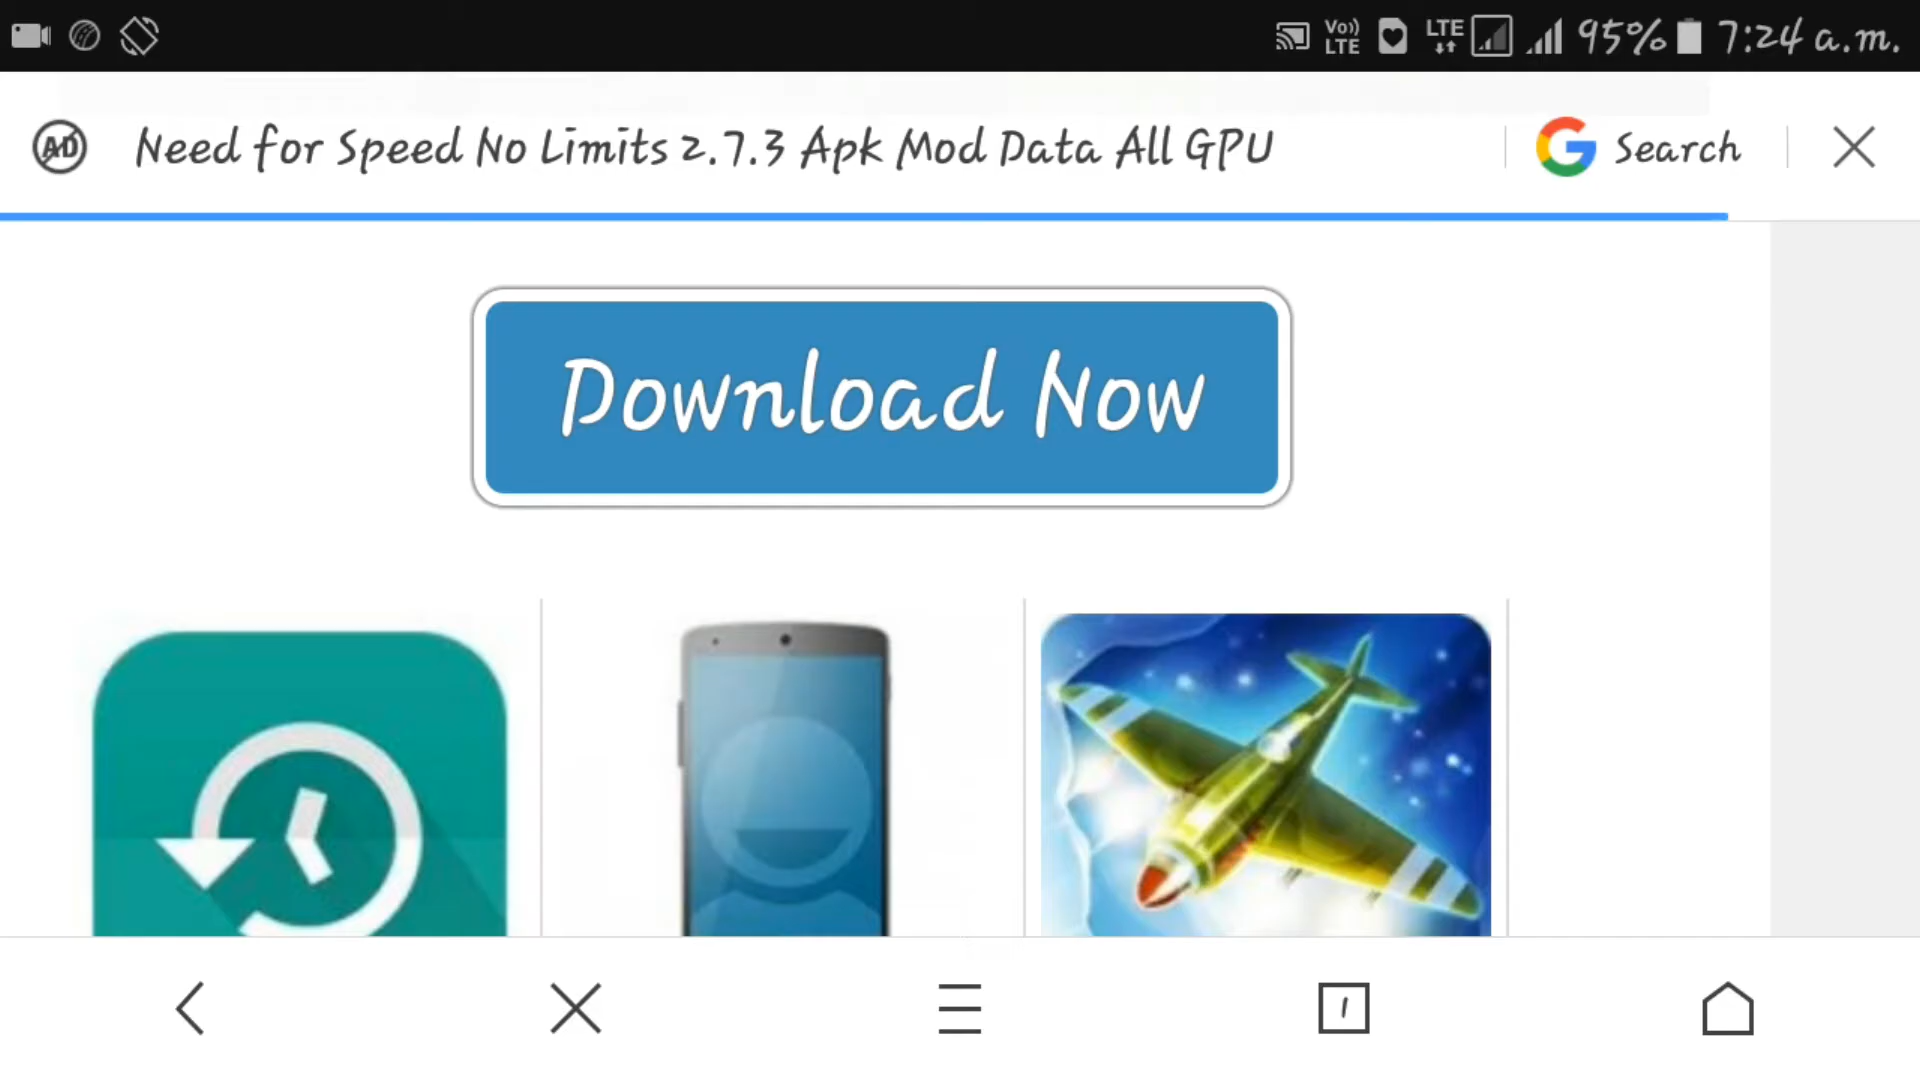 Vo)) LTE LTE 95% 7:24 a.m.
AD Need for Speed No Limits 2.7.3 Apk Mod Data All GPU G Search
Download Now
1